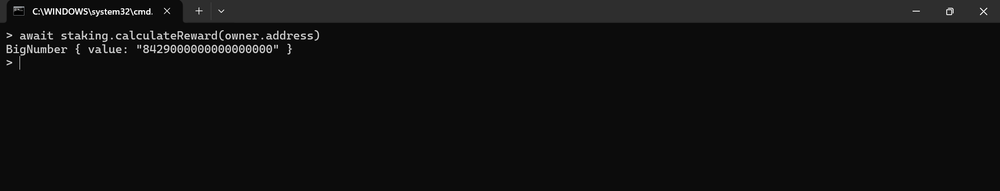 C:\WINDOWS\system32\cmd.
> await staking.calculateReward(owner.address)
BigNumber { value: "8429000000000000000" }
>